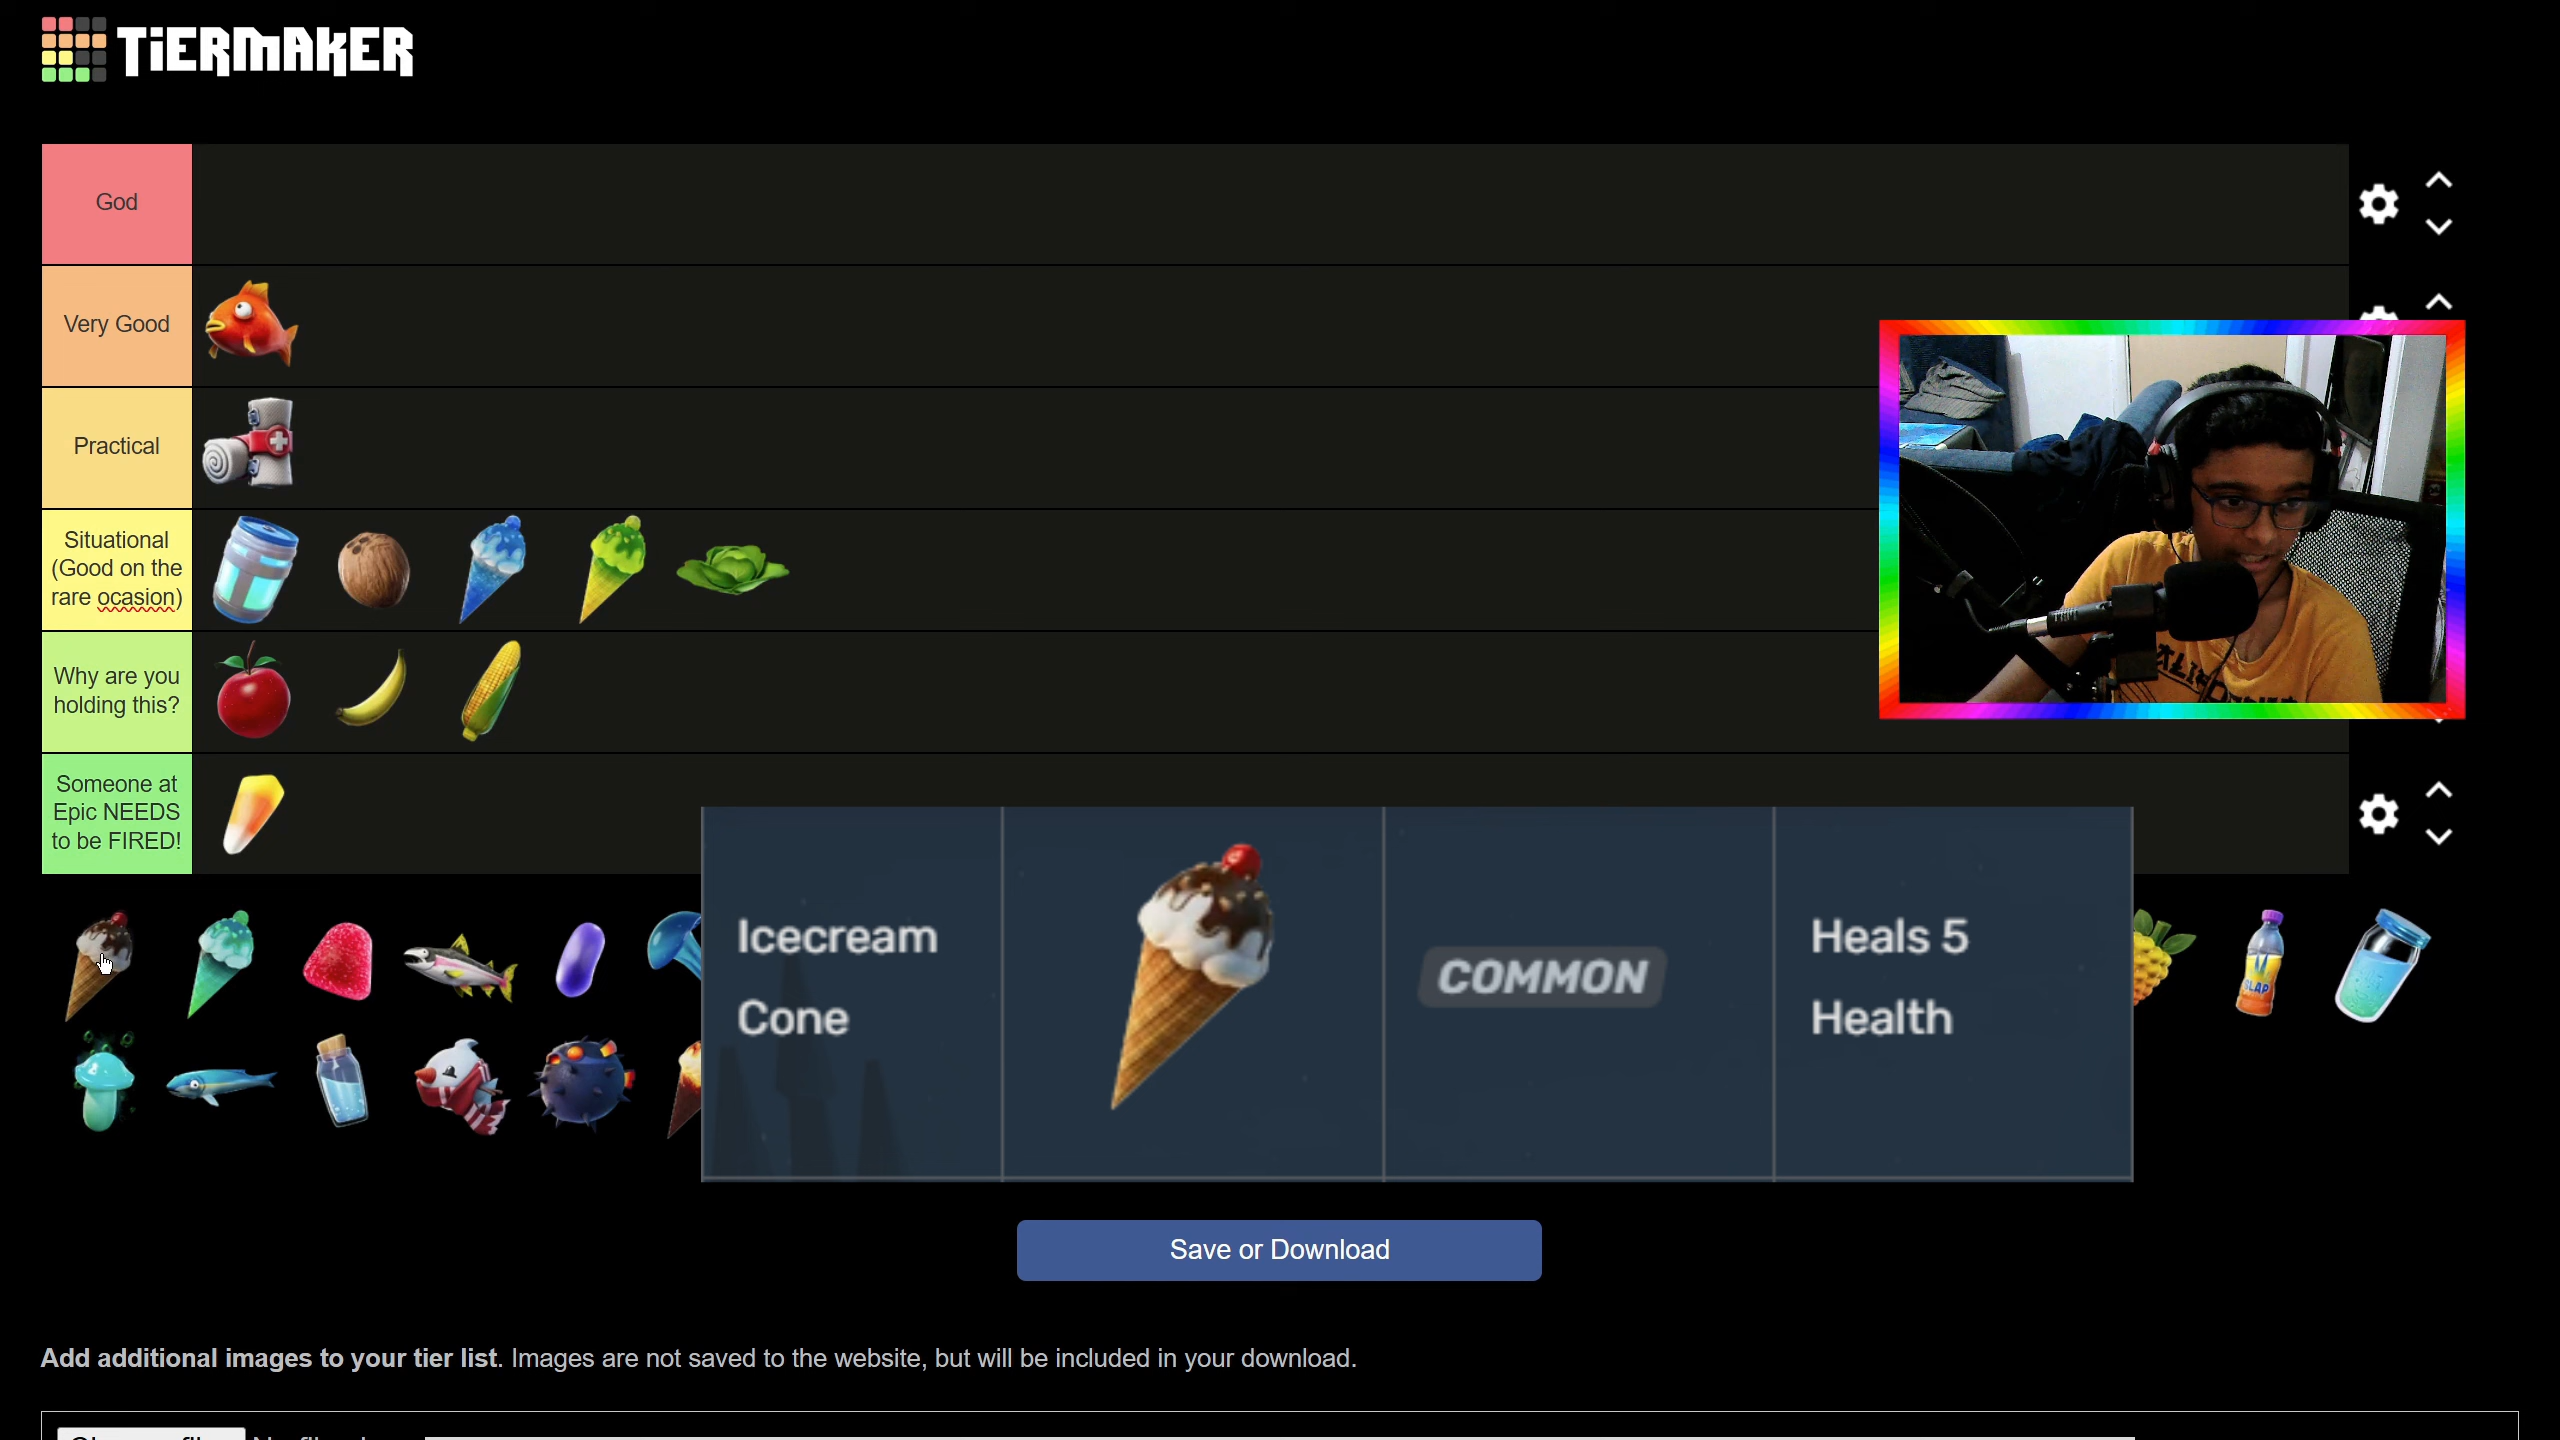 TiERMAKER
God
Very Good
Practical
Situational
(Good on the
rare ocasion)
Why are you
holding this?
Someone at
Epic NEEDS
to be FIRED!
Icecream
Cone
COMMON
Heals 5
Health
SLAP
Save or Download
Add additional images to your tier list. Images are not saved to the website, but will be included in your download.